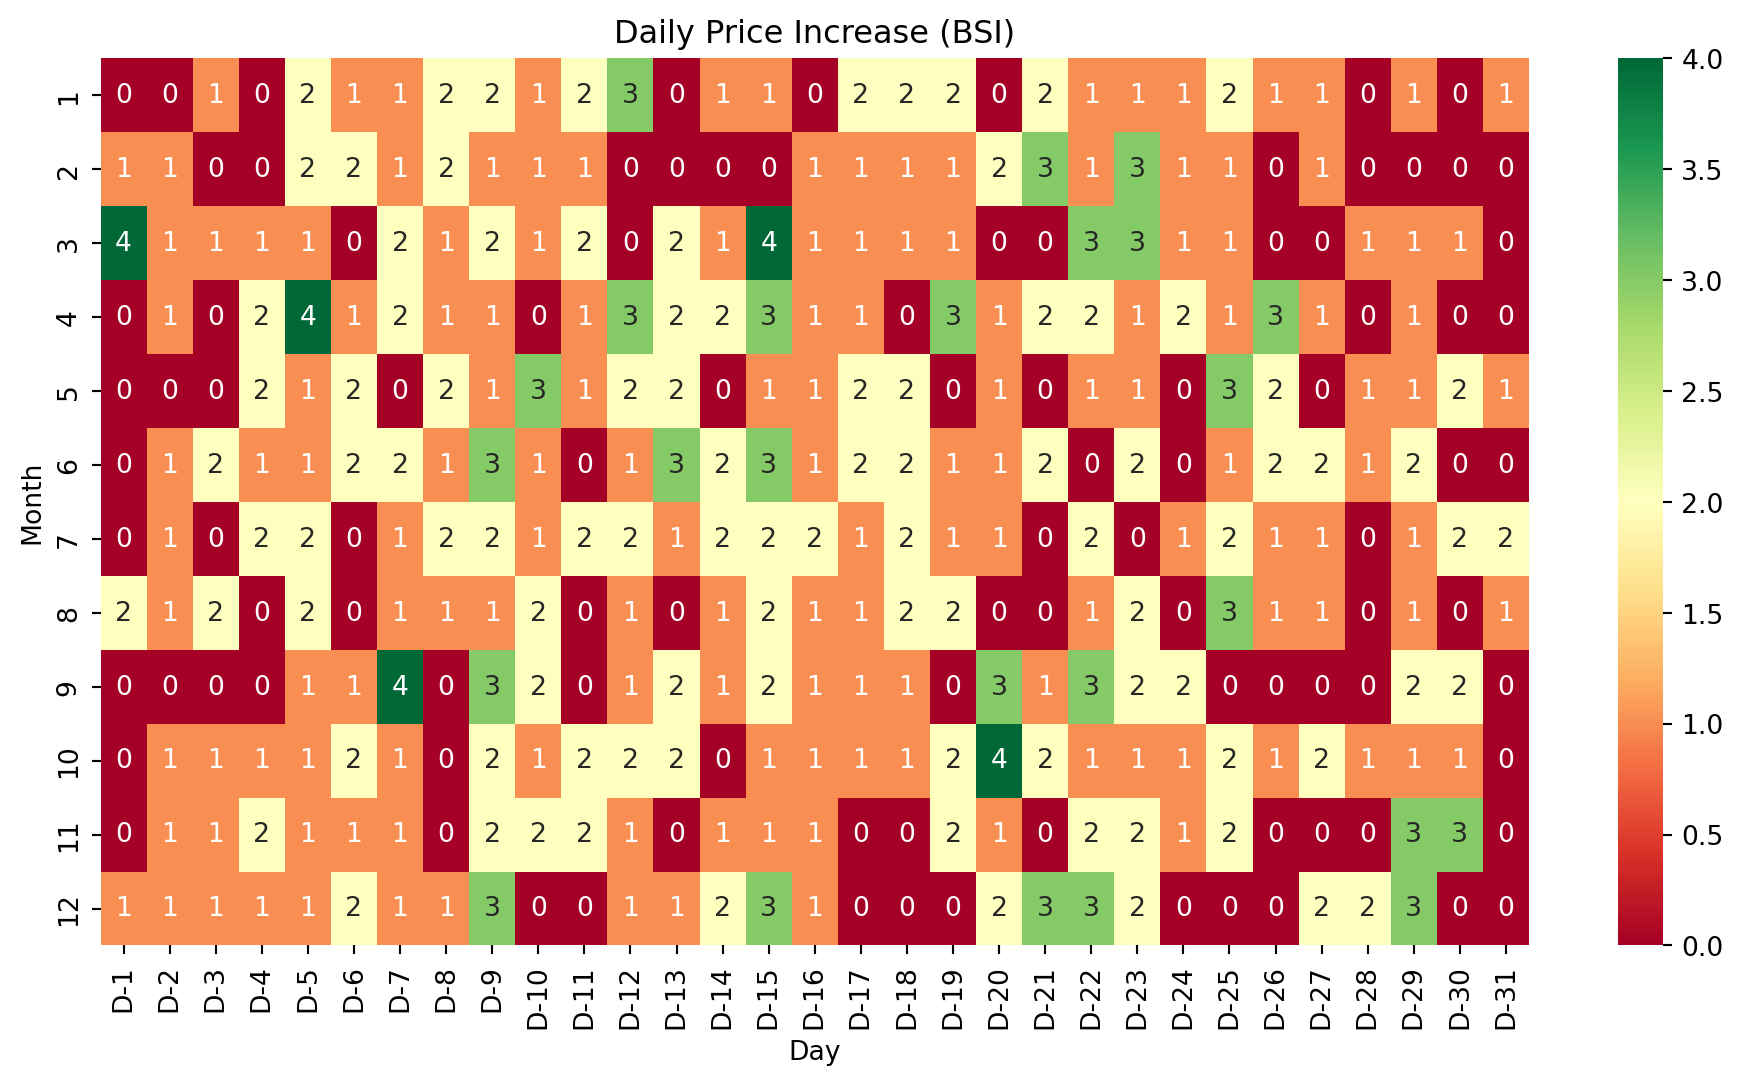 Daily Price Increase (BSI)
1 0 0 1 0 2 1 1 2 2 1 2 3 0 1 1 0 2 2 2 0 2 1 1 1 2 1 1 0 1 0 1
2 1 1 0 0 2 2 1 2 1 1 1 0 0 0 0 1 1 1 1 2 3 1 3 1 1 0 1 0 0 0 0
3 4 1 1 1 1 0 2 1 2 1 2 0 2 1 4 1 1 1 1 0 0 3 3 1 1 0 0 1 1 1 0
4 0 1 0 2 4 1 2 1 1 0 1 3 2 2 3 1 1 0 3 1 2 2 1 2 1 3 1 0 1 0 0
5 0 0 0 2 1 2 0 2 1 3 1 2 2 0 1 1 2 2 0 1 0 1 1 0 3 2 0 1 1 2 1
6 0 1 2 1 1 2 2 1 3 1 0 1 3 2 3 1 2 2 1 1 2 0 2 0 1 2 2 1 2 0 0
7 0 1 0 2 2 0 1 2 2 1 2 2 1 2 2 2 1 2 1 1 0 2 0 1 2 1 1 0 1 2 2
8 2 1 2 0 2 0 1 1 1 2 0 1 0 1 2 1 1 2 2 0 0 1 2 0 3 1 1 0 1 0 1
9 0 0 0 0 1 1 4 0 3 2 0 1 2 1 2 1 1 1 0 3 1 3 2 2 0 0 0 0 2 2 0
10 0 1 1 1 1 2 1 0 2 1 2 2 2 0 1 1 1 1 2 4 2 1 1 1 2 1 2 1 1 1 0
11 0 1 1 2 1 1 1 0 2 2 2 1 0 1 1 1 0 0 2 1 0 2 2 1 2 0 0 0 3 3 0
12 1 1 1 1 1 2 1 1 3 0 0 1 1 2 3 1 0 0 0 2 3 3 2 0 0 0 2 2 3 0 0
D-1 D-2 D-3 D-4 D-5 D-6 D-7 D-8 D-9 D-10 D-11 D-12 D-13 D-14 D-15 D-16 D-17 D-18 D-19 D-20 D-21 D-22 D-23 D-24 D-25 D-26 D-27 D-28 D-29 D-30 D-31
Day
Month
4.0
3.5
3.0
2.5
2.0
1.5
1.0
0.5
0.0